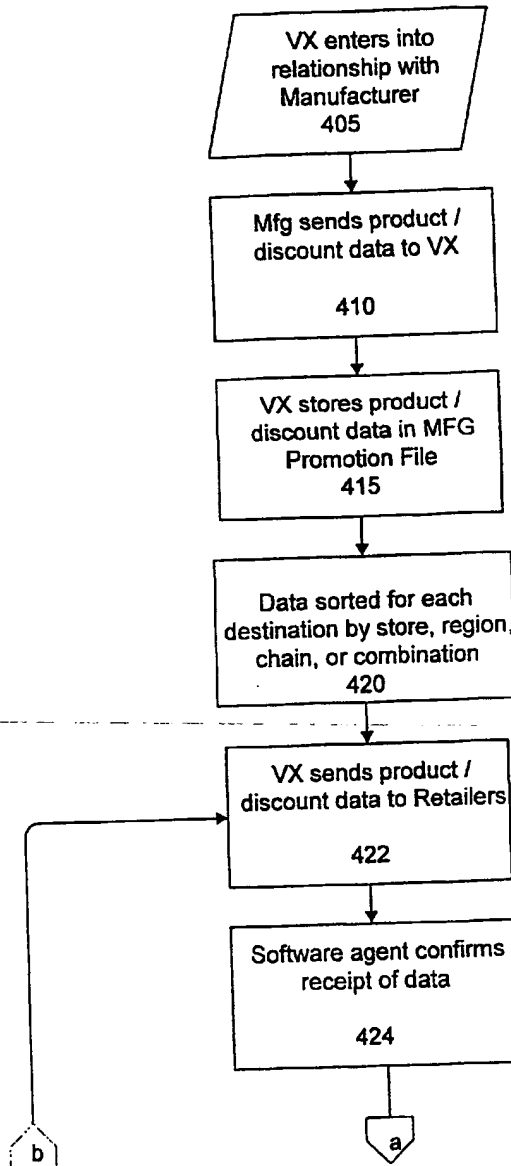 VX enters into
relationship with
Manufacturer
405
Mfg sends product /
discount data to VX
410
VX stores product /
discount data in MFG
Promotion File
415
Data sorted for each
destination by store, region,
chain, or combination
420
VX sends product /
discount data to Retailers
422
Software agent confirms
receipt of data
424
b
a